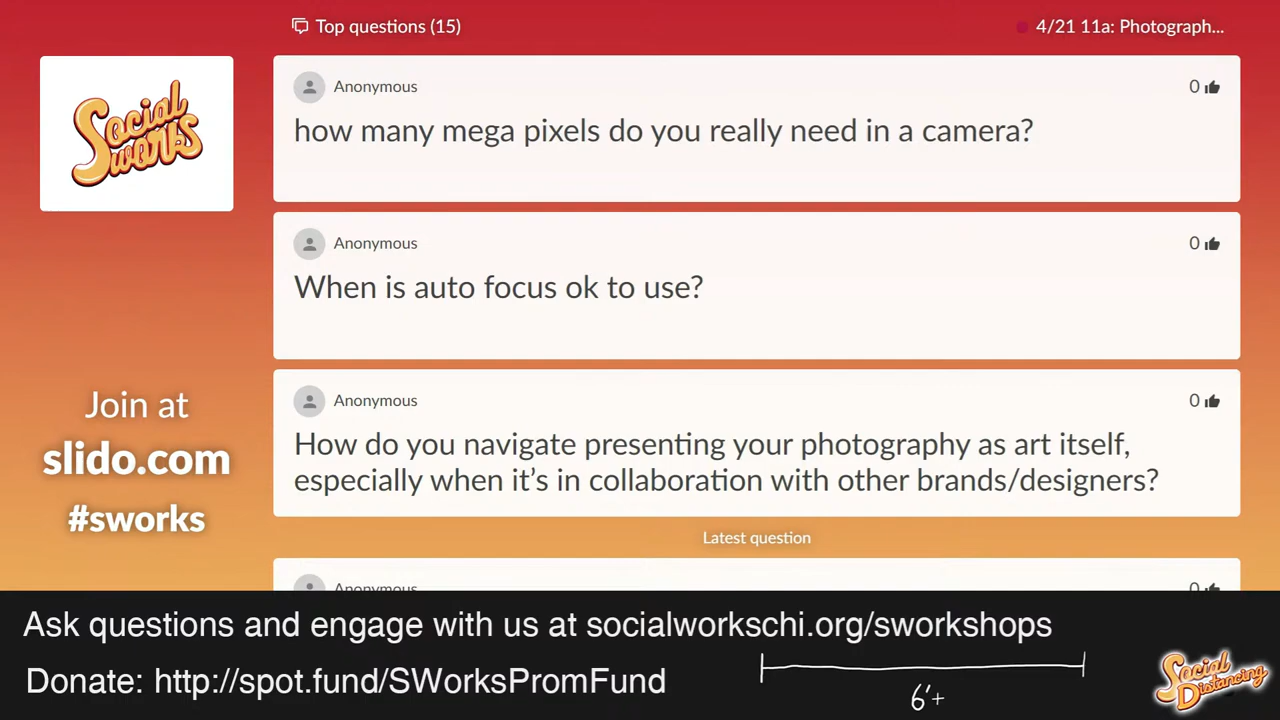 Top questions (15)
4/21 11a: Photograph...
Social
works
Anonymous
0
how many mega pixels do you really need in a camera?
Anonymous
0
When is auto focus ok to use?
Anonymous
0
How do you navigate presenting your photography as art itself,
especially when it's in collaboration with other brands/designers?
Join at
slido.com
#sworks
Latest question
Anonymous
0
Ask questions and engage with us at socialworkschi.org/sworkshops
Donate: http://spot.fund/SWorksPromFund
6'+
Social
Distancing